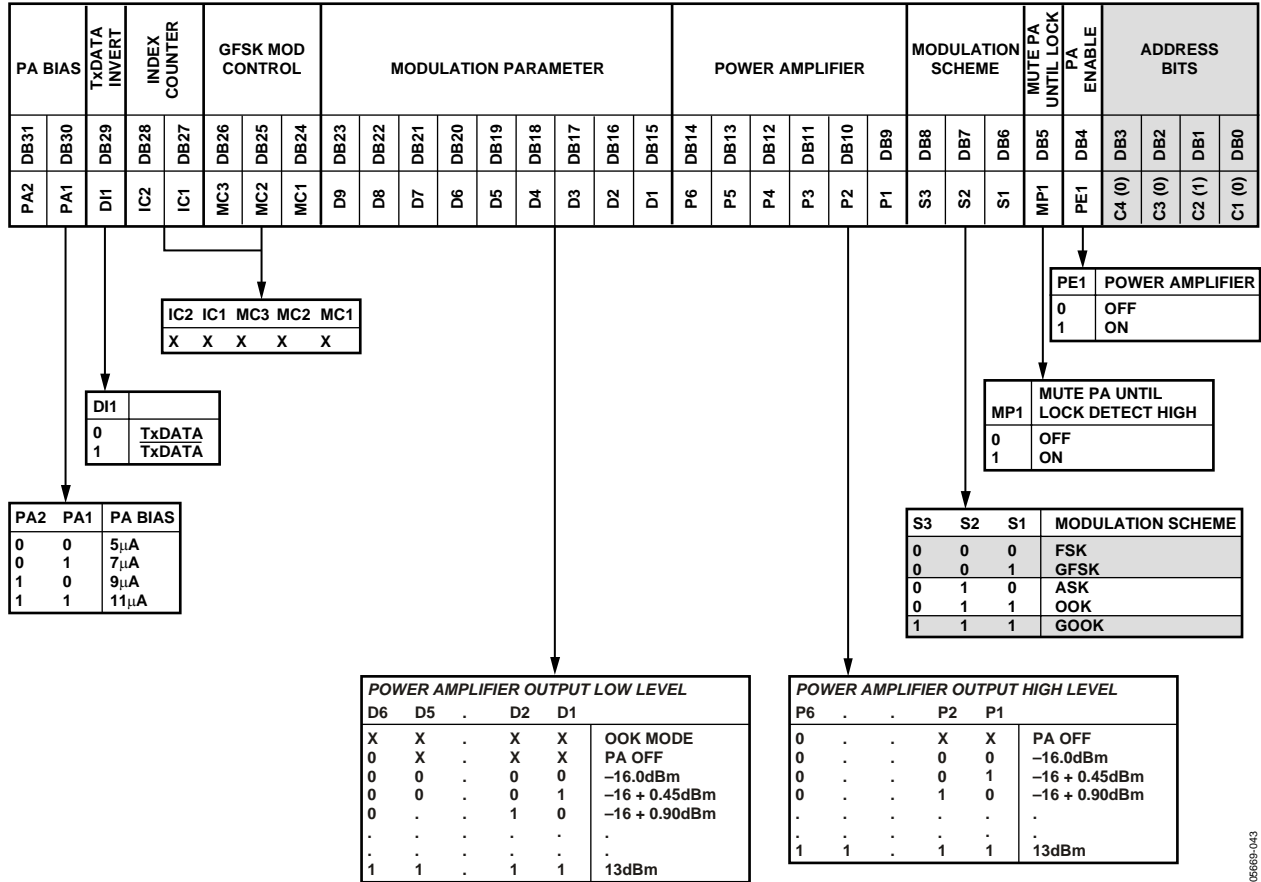 PA BIAS
TxDATA INVERT
INDEX COUNTER
GFSK MOD CONTROL
MODULATION PARAMETER
POWER AMPLIFIER
MODULATION SCHEME
MUTE PA UNTIL LOCK
PA ENABLE
ADDRESS BITS
DB31 DB30 DB29 DB28 DB27 DB26 DB25 DB24 DB23 DB22 DB21 DB20 DB19 DB18 DB17 DB16 DB15 DB14 DB13 DB12 DB11 DB10 DB9 DB8 DB7 DB6 DB5 DB4 DB3 DB2 DB1 DB0
PA2 PA1 DI1 IC2 IC1 MC3 MC2 MC1 D9 D8 D7 D6 D5 D4 D3 D2 D1 P6 P5 P4 P3 P2 P1 S3 S2 S1 MP1 PE1 C4 (0) C3 (0) C2 (1) C1 (0)
PE1 POWER AMPLIFIER
0 OFF
1 ON
IC2 IC1 MC3 MC2 MC1
X X X X X
MP1 MUTE PA UNTIL LOCK DETECT HIGH
0 OFF
1 ON
DI1
0 TxDATA
1 TxDATA
PA2 PA1 PA BIAS
0 0 5μA
0 1 7μA
1 0 9μA
1 1 11μA
S3 S2 S1 MODULATION SCHEME
0 0 0 FSK
0 0 1 GFSK
0 1 0 ASK
0 1 1 OOK
1 1 1 GOOK
POWER AMPLIFIER OUTPUT LOW LEVEL
D6 D5 . D2 D1
X X . X X OOK MODE
0 X . X X PA OFF
0 0 . 0 0 –16.0dBm
0 0 . 0 1 –16 + 0.45dBm
0 . . 1 0 –16 + 0.90dBm
. . . . . .
. . . . . .
1 1 . 1 1 13dBm
POWER AMPLIFIER OUTPUT HIGH LEVEL
P6 . . P2 P1
0 . . X X PA OFF
0 . . 0 0 –16.0dBm
0 . . 0 1 –16 + 0.45dBm
0 . . 1 0 –16 + 0.90dBm
. . . . . .
. . . . . .
1 1 . 1 1 13dBm
05669-043